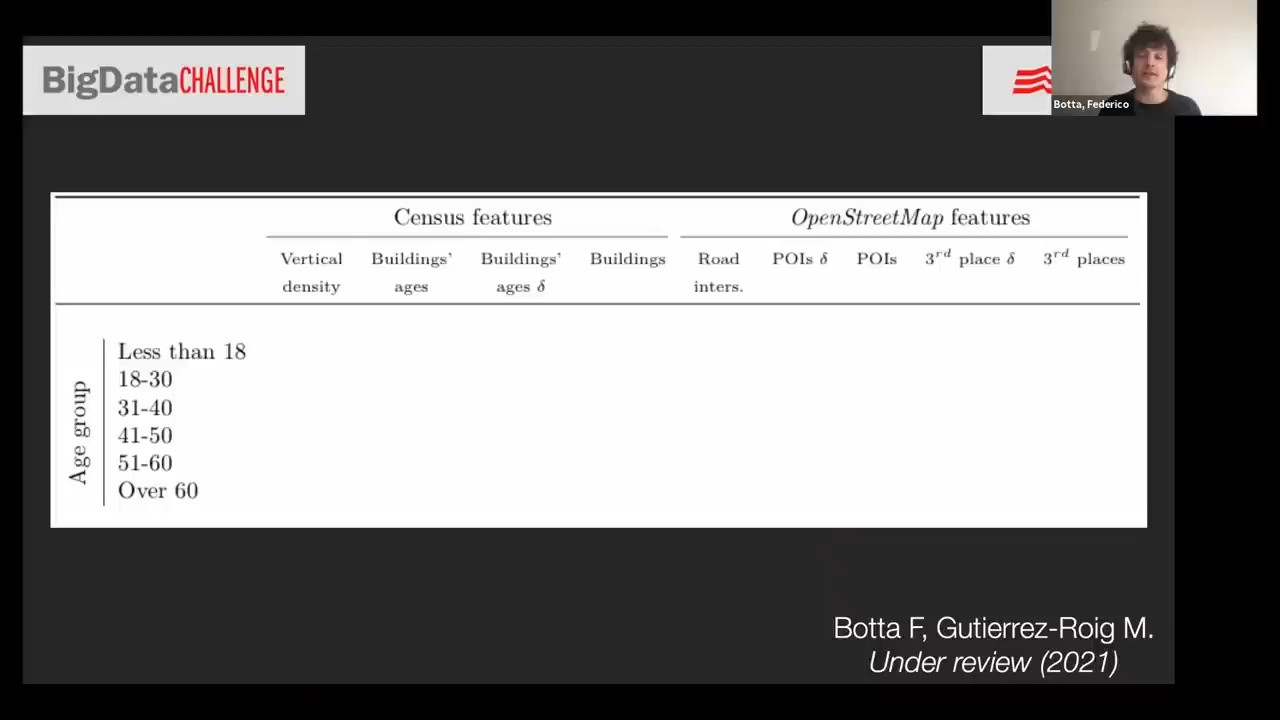 BigDataCHALLENGE
Botta, Federico
Census features
OpenStreetMap features
Vertical density
Buildings' ages
Buildings' ages δ
Buildings
Road inters.
POIs δ
POIs
3rd place δ
3rd places
Age group
Less than 18
18-30
31-40
41-50
51-60
Over 60
Botta F, Gutierrez-Roig M.
Under review (2021)